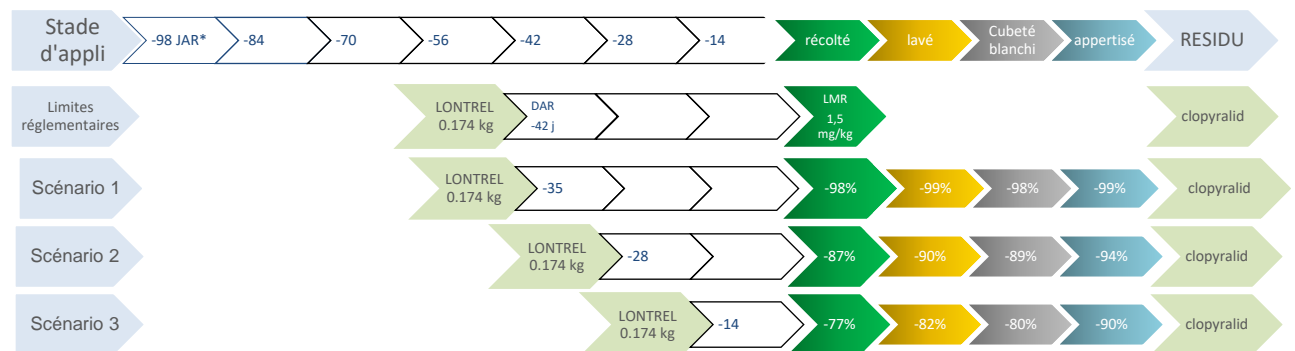 Stade
d'appli
-98 JAR*
-84
-70
-56
-42
-28
-14
récolté
lavé
Cubeté
blanchi
appertisé
RESIDU
Limites
réglementaires
LONTREL
0.174 kg
DAR
-42 j
LMR
1,5
mg/kg
clopyralid
Scénario 1
LONTREL
0.174 kg
-35
-98%
-99%
-98%
-99%
clopyralid
Scénario 2
LONTREL
0.174 kg
-28
-87%
-90%
-89%
-94%
clopyralid
Scénario 3
LONTREL
0.174 kg
-14
-77%
-82%
-80%
-90%
clopyralid